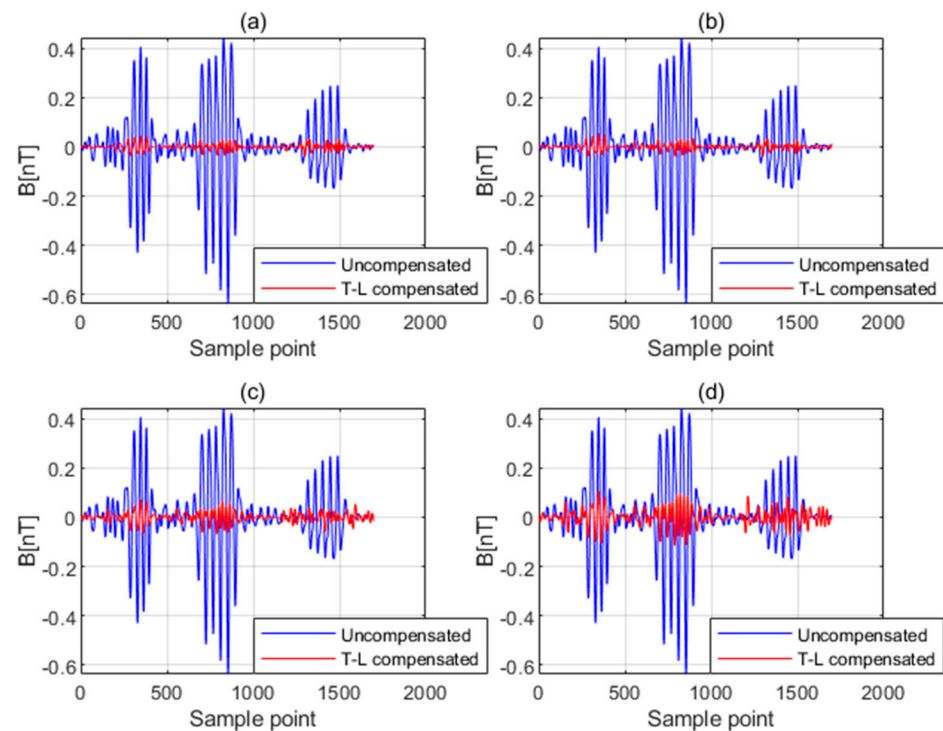 (a)
0.4
0.2
0
-0.2
-0.4
-0.6
B[nT]
Uncompensated
T-L compensated
0 500 1000 1500 2000
Sample point
(b)
0.4
0.2
0
-0.2
-0.4
-0.6
B[nT]
Uncompensated
T-L compensated
0 500 1000 1500 2000
Sample point
(c)
0.4
0.2
0
-0.2
-0.4
-0.6
B[nT]
Uncompensated
T-L compensated
0 500 1000 1500 2000
Sample point
(d)
0.4
0.2
0
-0.2
-0.4
-0.6
B[nT]
Uncompensated
T-L compensated
0 500 1000 1500 2000
Sample point